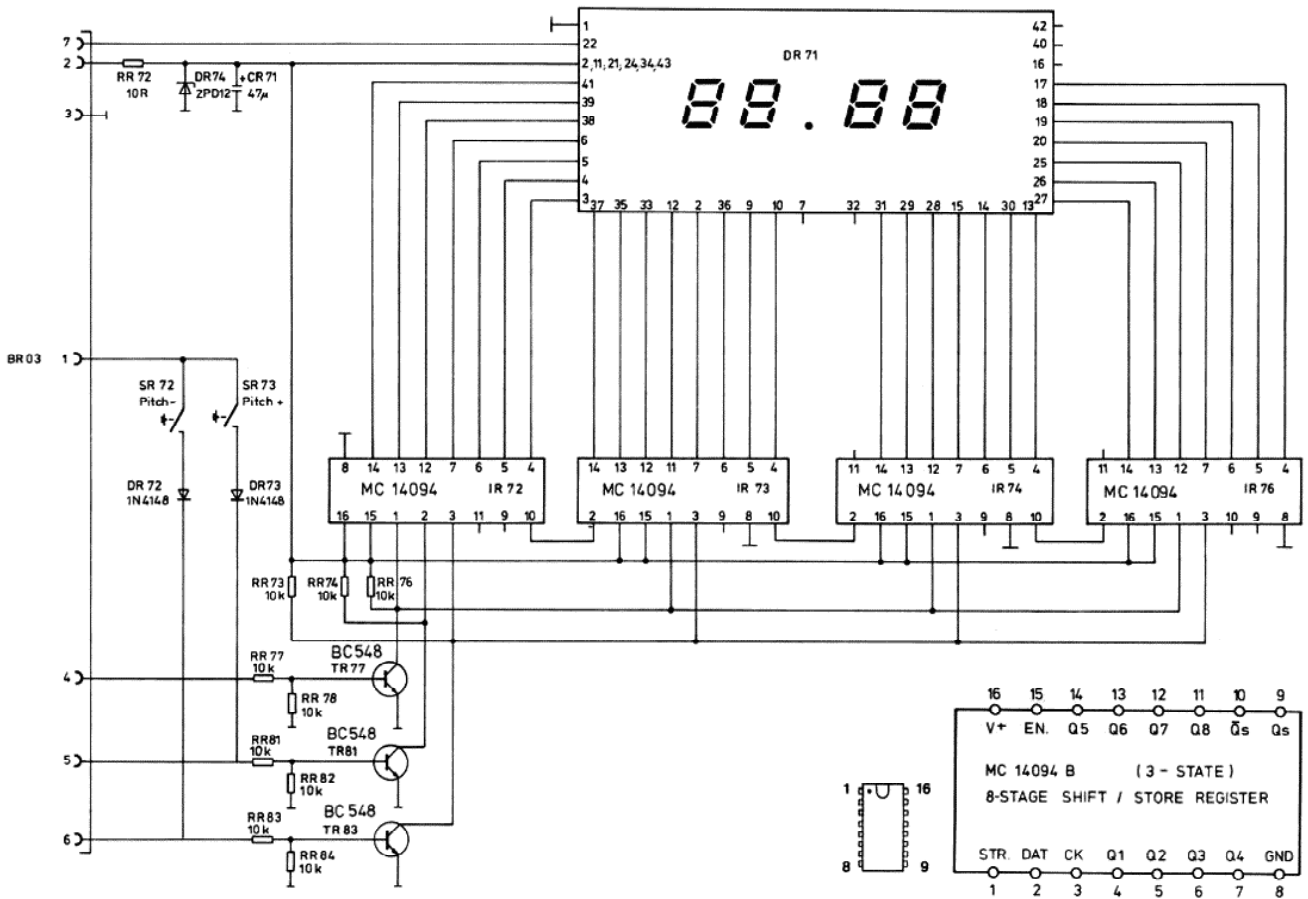 1
42
7
22
40
2
RR 72
10R
DR74
ZPD12
+CR71
47µ
2,11,21,24,34,43
DR 71
16
41
17
3
39
88.88
18
38
19
6
20
5
25
4
26
3
27
37 35 33 12 2 36 9 10 7 32 31 29 28 15 14 30 13
BR 03
1
SR 72
Pitch-
SR 73
Pitch +
8 14 13 12 7 6 5 4
MC 14094
IR 72
16 15 1 2 3 11 9 10
14 13 12 11 7 6 5 4
MC 14094
IR 73
2 16 15 1 3 9 8 10
11 14 13 12 7 6 5 4
MC 14094
IR 74
2 16 15 1 3 9 8 10
11 14 13 12 7 6 5 4
MC 14094
IR 76
2 16 15 1 3 10 9 8
DR 72
1N4148
DR73
1N4148
RR73
10k
RR74
10k
RR 76
10k
4
RR 77
10k
RR 78
10k
BC548
TR77
5
RR81
10k
RR 82
10k
BC548
TR81
6
RR83
10k
RR 84
10k
BC 548
TR 83
1 16
8 9
16 15 14 13 12 11 10 9
V+ EN. Q5 Q6 Q7 Q8 Q̄s Qs
MC 14094 B ( 3 - STATE )
8-STAGE SHIFT / STORE REGISTER
STR. DAT CK Q1 Q2 Q3 Q4 GND
1 2 3 4 5 6 7 8